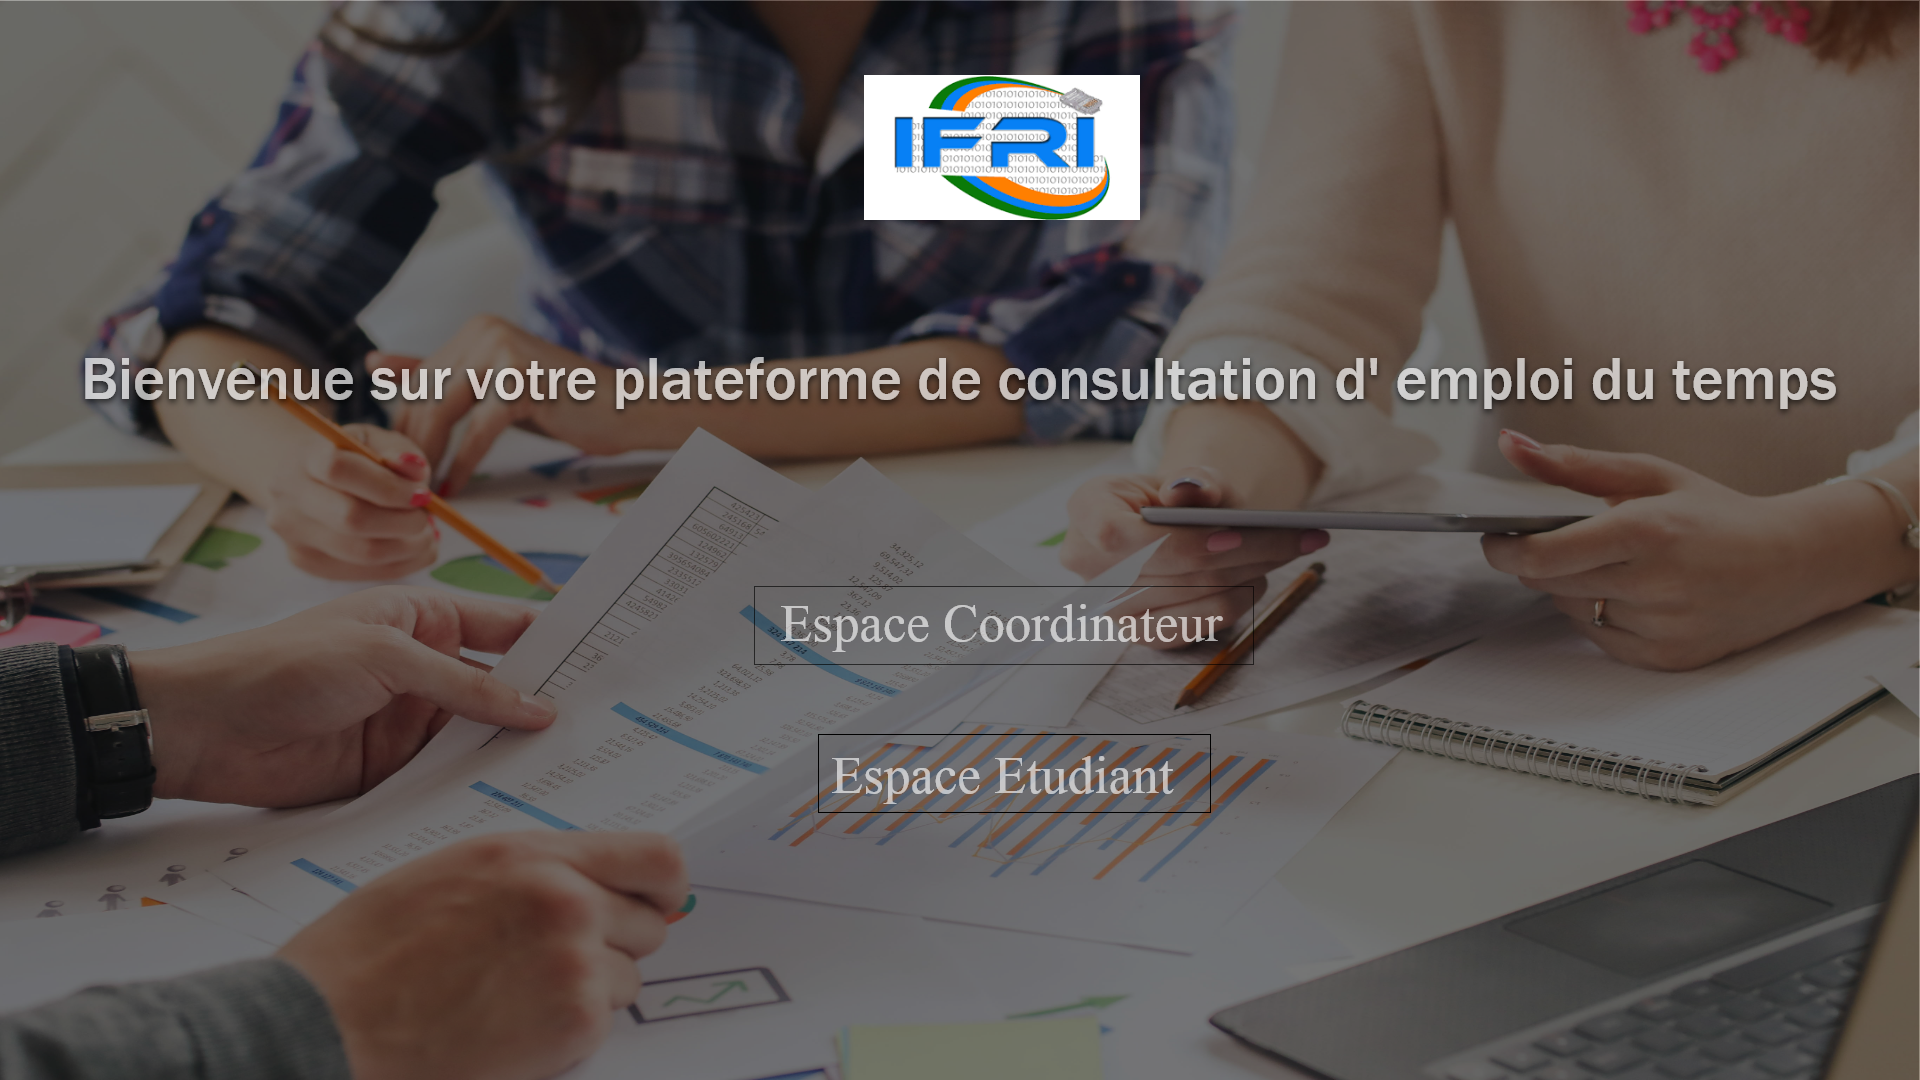 IFRI
Bienvenue sur votre plateforme de consultation d' emploi du temps
Espace Coordinateur
Espace Etudiant